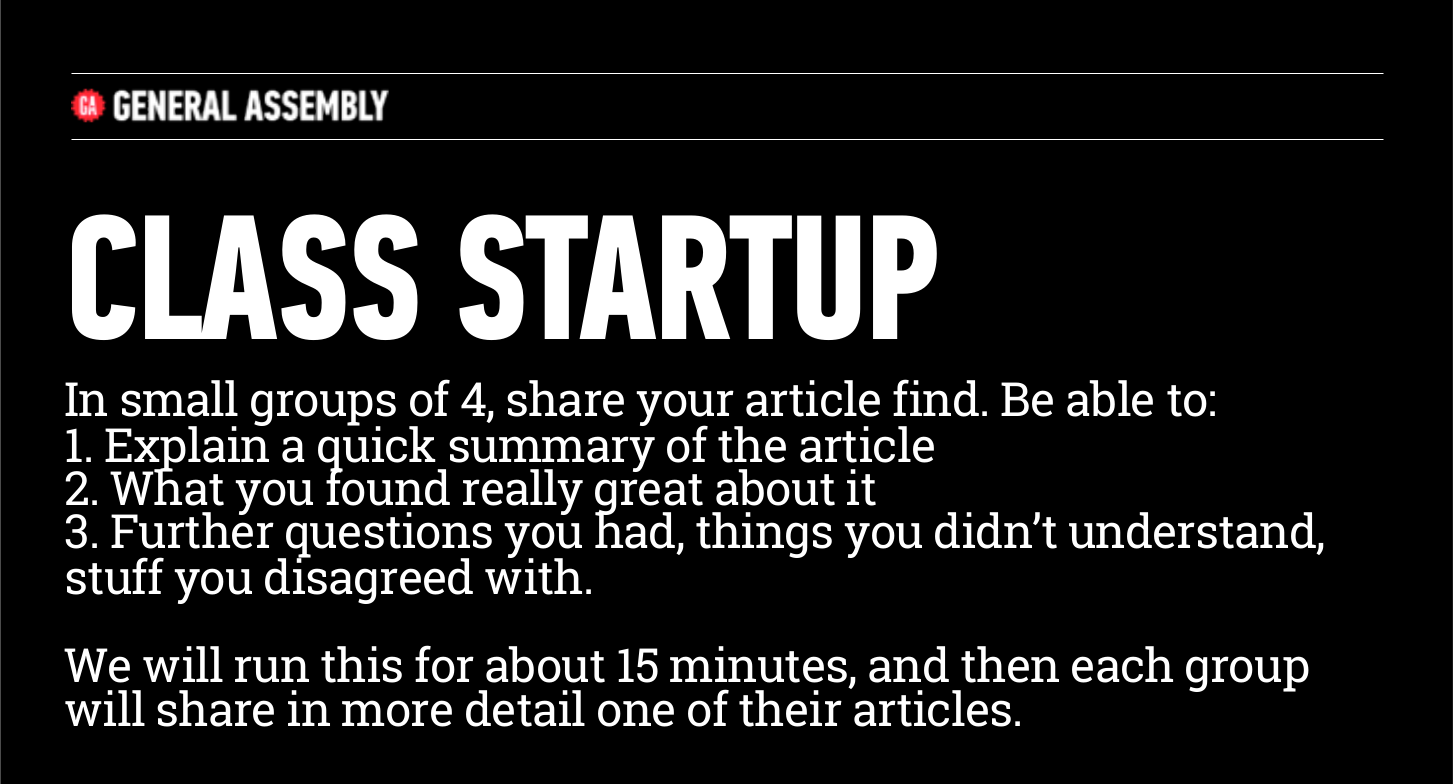 GA GENERAL ASSEMBLY
CLASS STARTUP
In small groups of 4, share your article find. Be able to:
1. Explain a quick summary of the article
2. What you found really great about it
3. Further questions you had, things you didn’t understand,
stuff you disagreed with.
We will run this for about 15 minutes, and then each group
will share in more detail one of their articles.